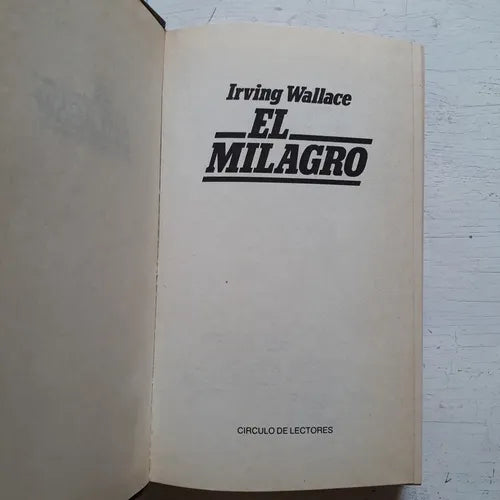 Irving Wallace
EL
MILAGRO
CIRCULO DE LECTORES